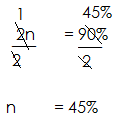 1 45%
2n = 90%
2 2
n = 45%